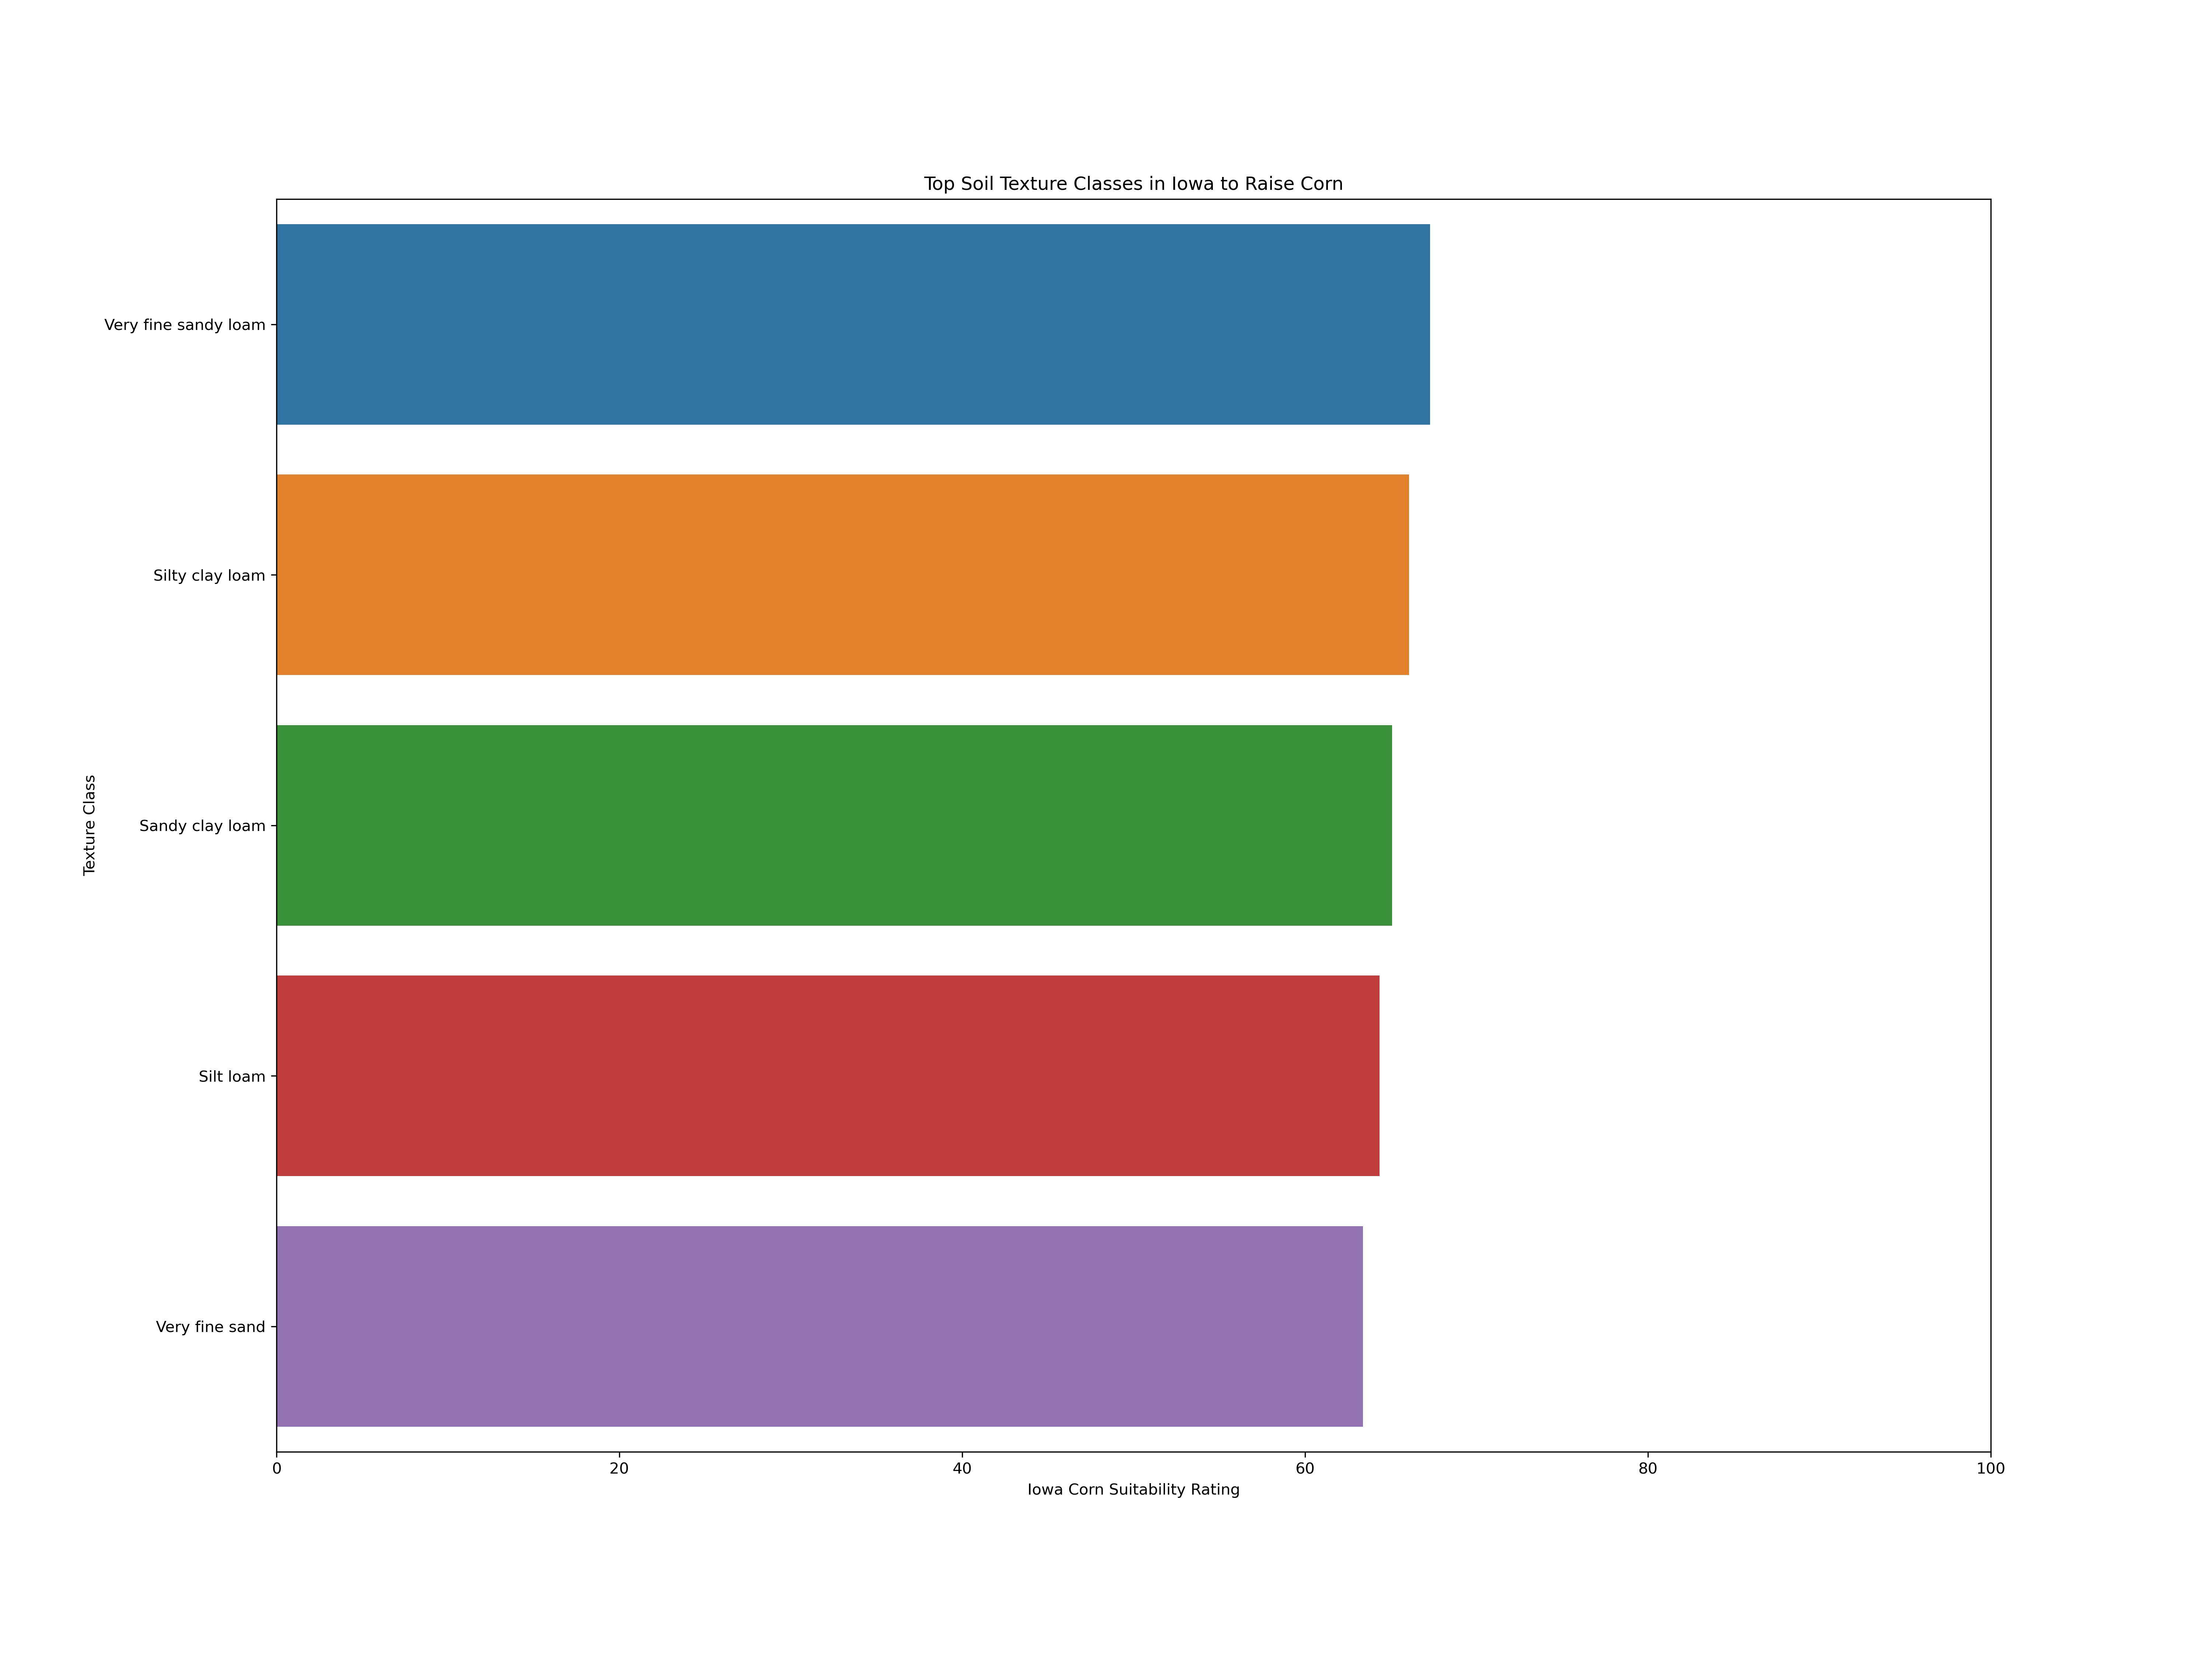 Top Soil Texture Classes in Iowa to Raise Corn
Texture Class
Very fine sandy loam
Silty clay loam
Sandy clay loam
Silt loam
Very fine sand
0 20 40 60 80 100
Iowa Corn Suitability Rating